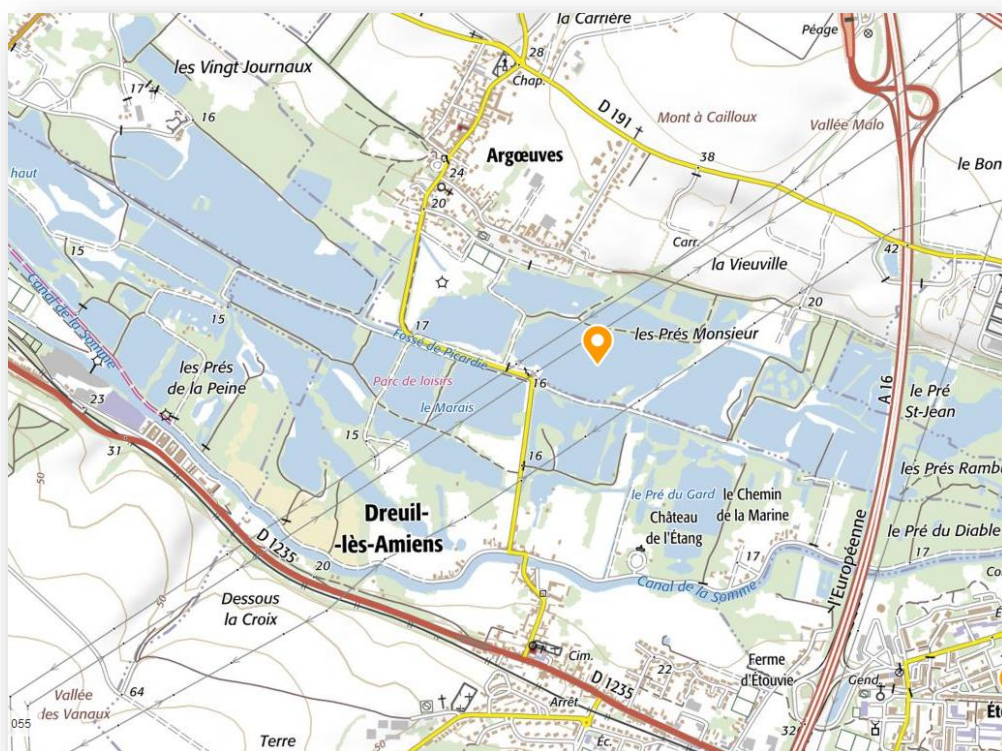 la Carrière
Péage
les Vingt Journaux
17
16
28
Chap.
D 191
Mont à Cailloux
Vallée Malo
Argœuves
38
le Bon
haut
24
20
Carr.
42
la Vieuville
15
15
20
Canal de la Somme
17
Fossé de Picardie
les Prés Monsieur
16
les Prés
de la Peine
Parc de loisirs
A 16
le Pré
St-Jean
23
le Marais
31
15
16
50
les Prés Ramb
le Pré du Gard
le Chemin
de la Marine
Château
de l'Étang
Dreuil-
-lès-Amiens
le Pré du Diable
17
D 1235
20
17
l'Européenne
Canal de la Somme
Co
Dessous
la Croix
50
50
Cim.
22
Ferme
d'Étouvie
Gend.
D 1235
64
Vallée
des Vanaux
Arrêt
Éto
055
32
Terre
Éc.